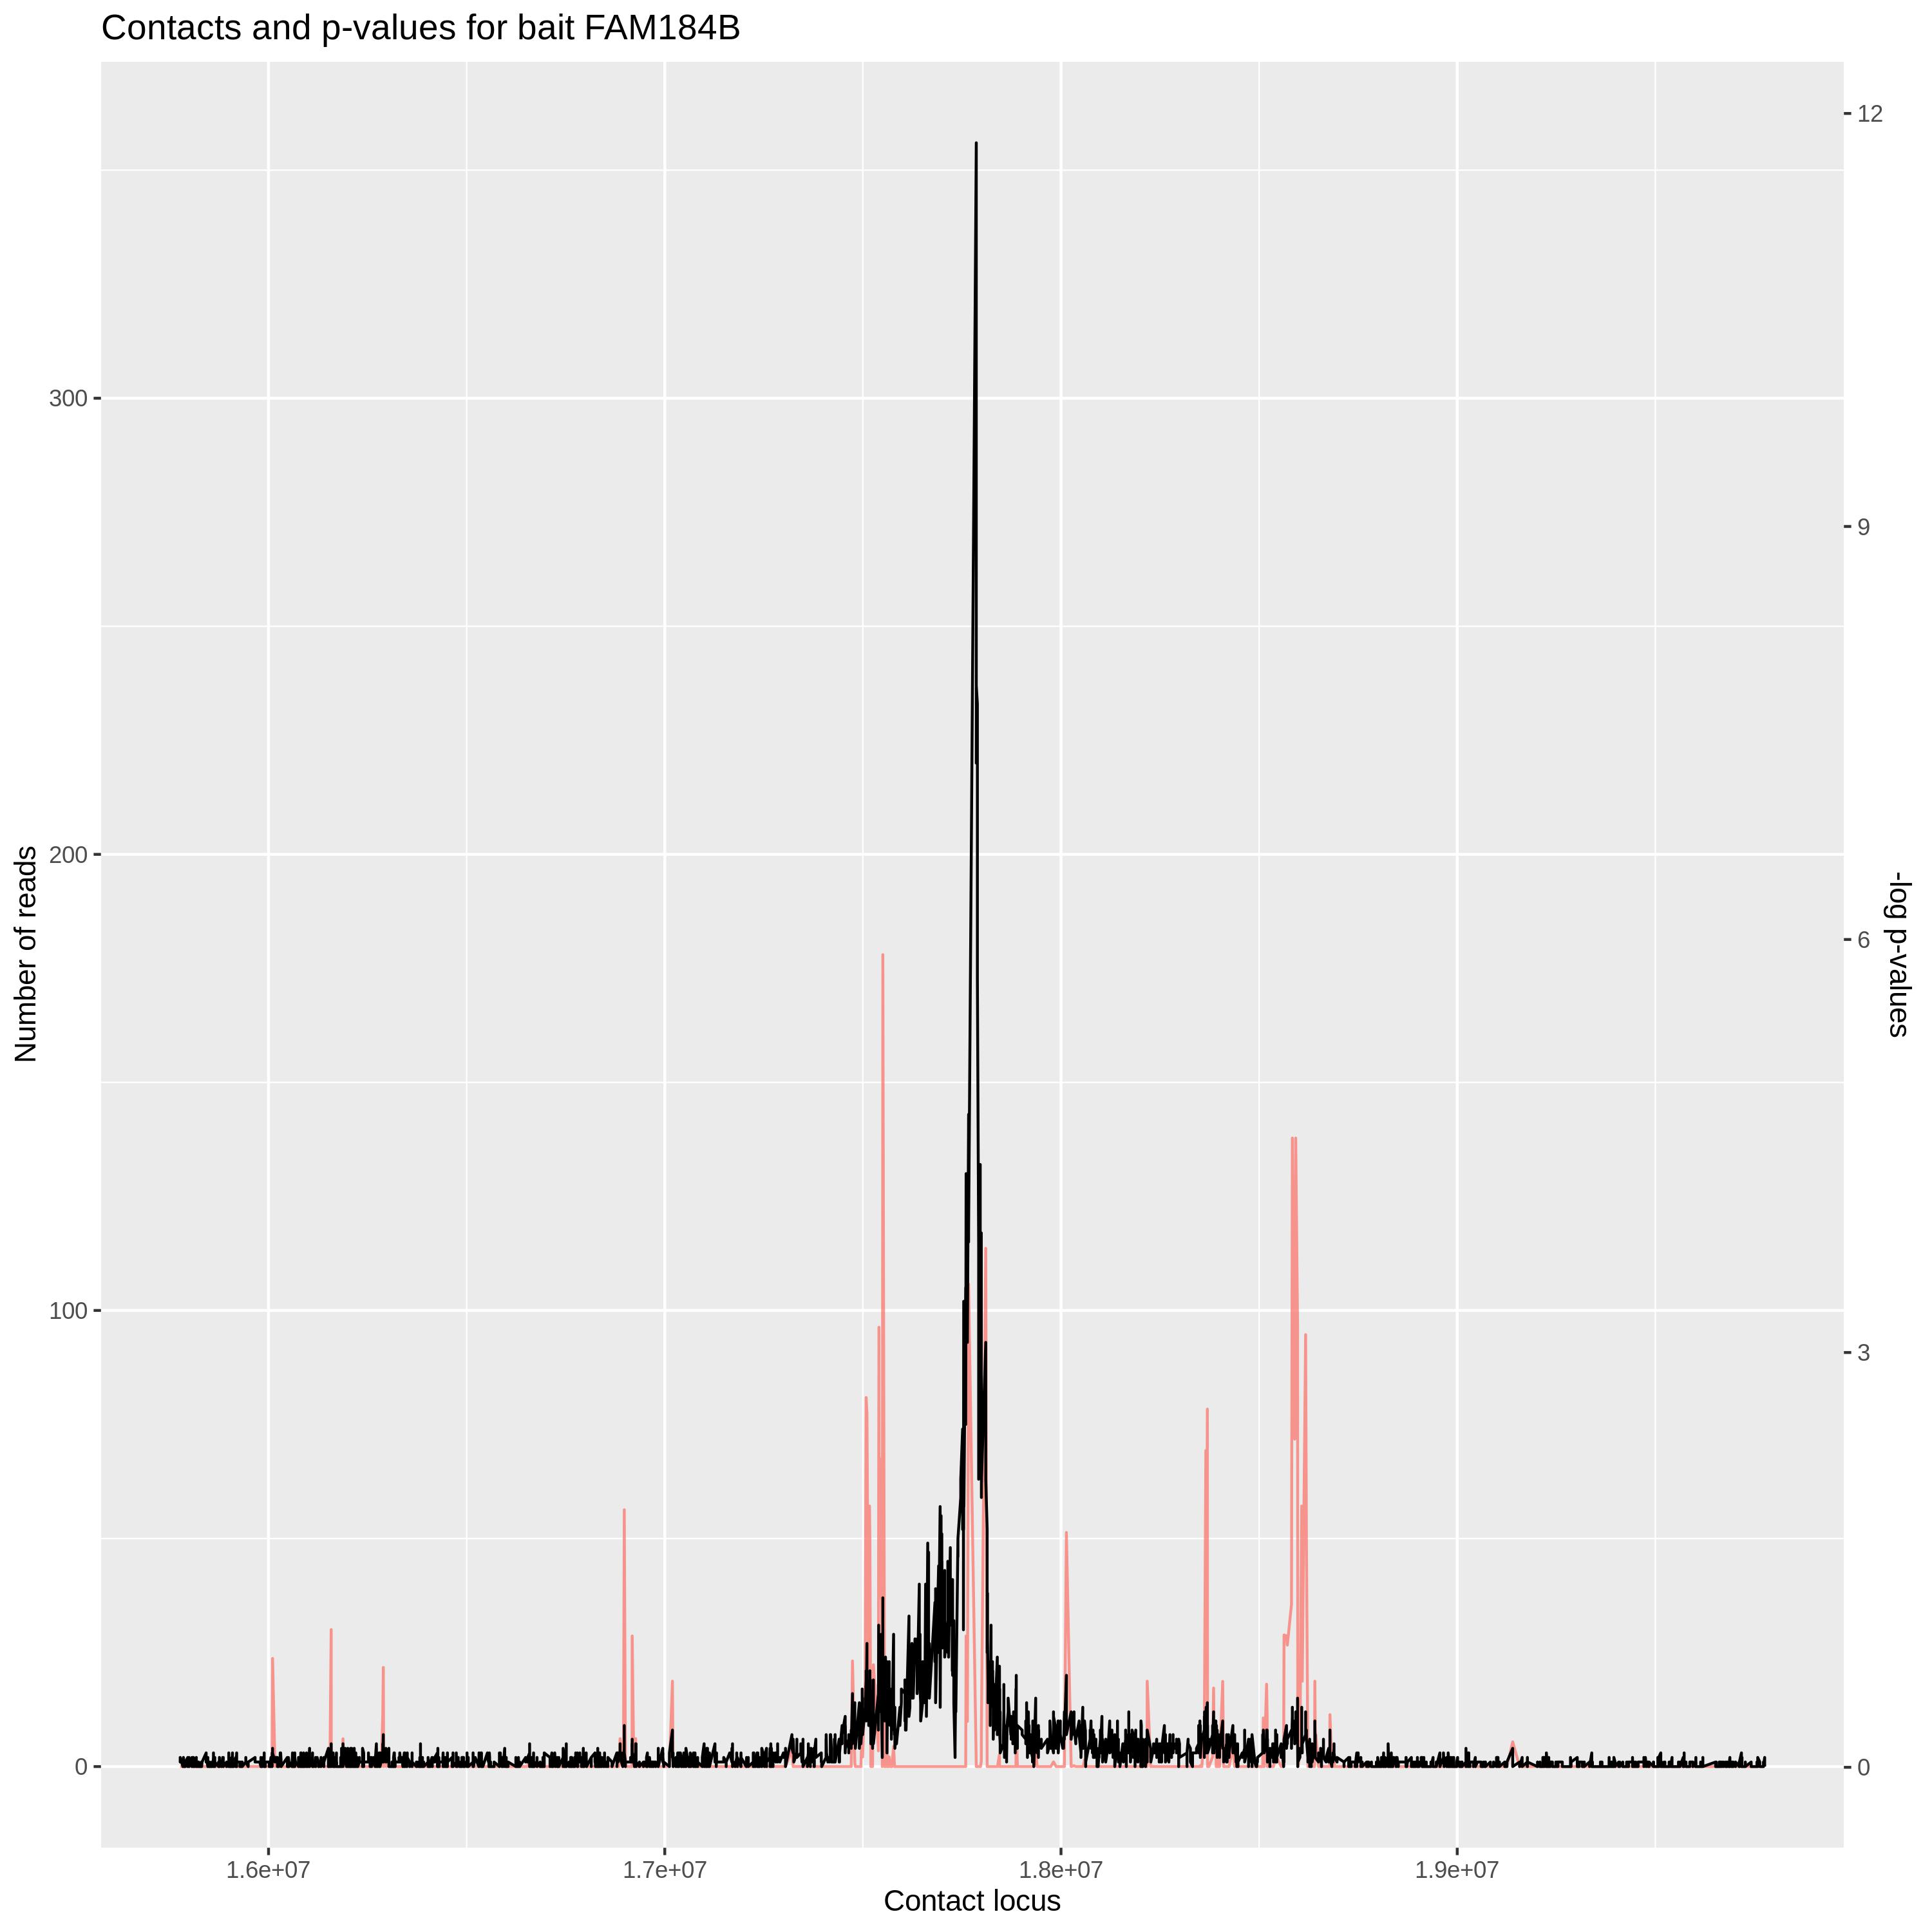 Contacts and p-values for bait FAM184B
Number of reads
300
200
100
0
12
9
6
3
0
-log p-values
1.6e+07
1.7e+07
1.8e+07
1.9e+07
Contact locus